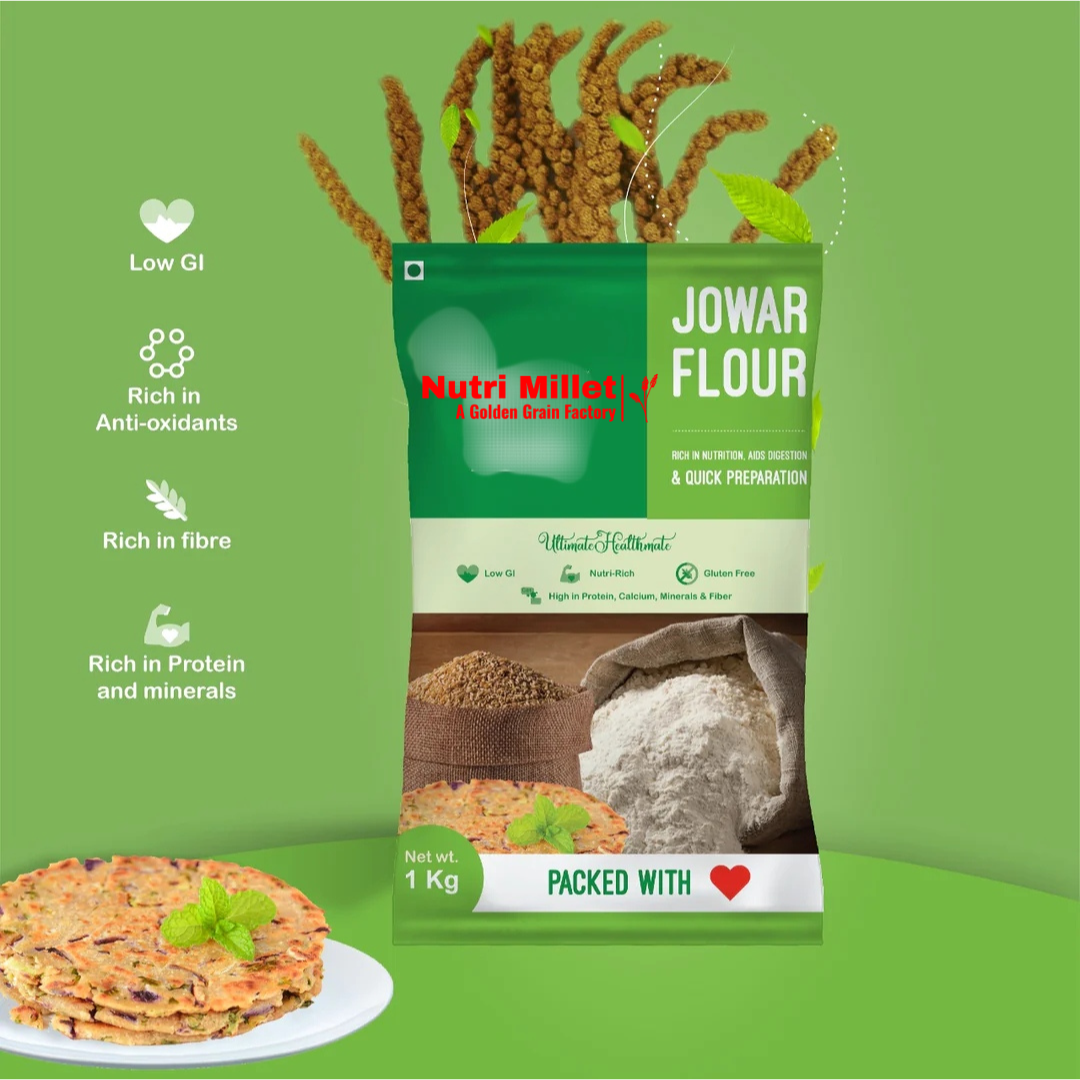 Low GI
Rich in
Anti-oxidants
Rich in fibre
Rich in Protein
and minerals
JOWAR
FLOUR
Nutri Millet
A Golden Grain Factory
RICH IN NUTRITION, AIDS DIGESTION
& QUICK PREPARATION
Ultimate Healthmate
Low GI
Nutri-Rich
Gluten Free
High in Protein, Calcium, Minerals & Fiber
Net wt.
1 Kg
PACKED WITH